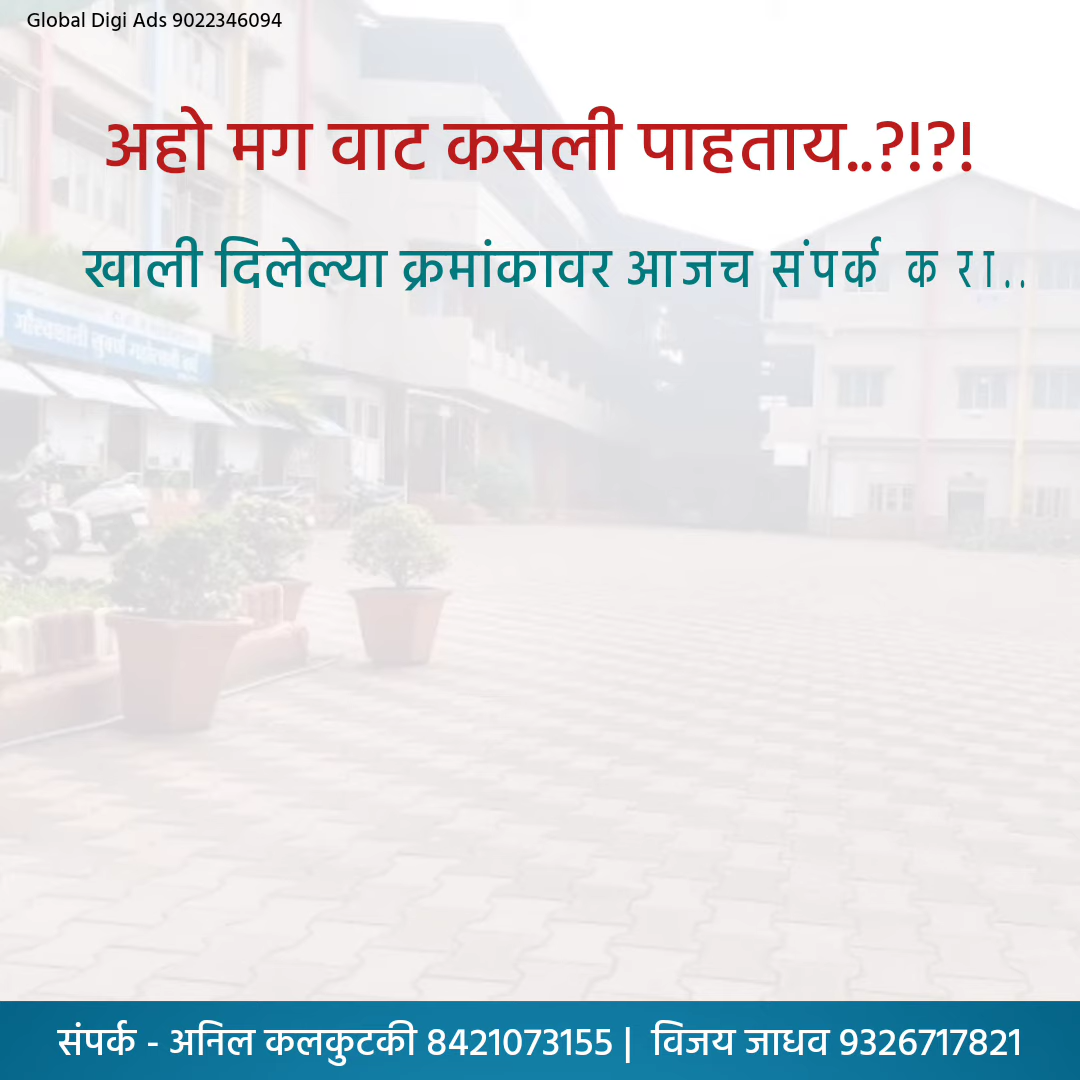 Global Digi Ads 9022346094
अहो मग वाट कसली पाहताय..?!?!
खाली दिलेल्या क्रमांकावर आजच संपर्क करा..
संपर्क - अनिल कलकुटकी 8421073155 | विजय जाधव 9326717821